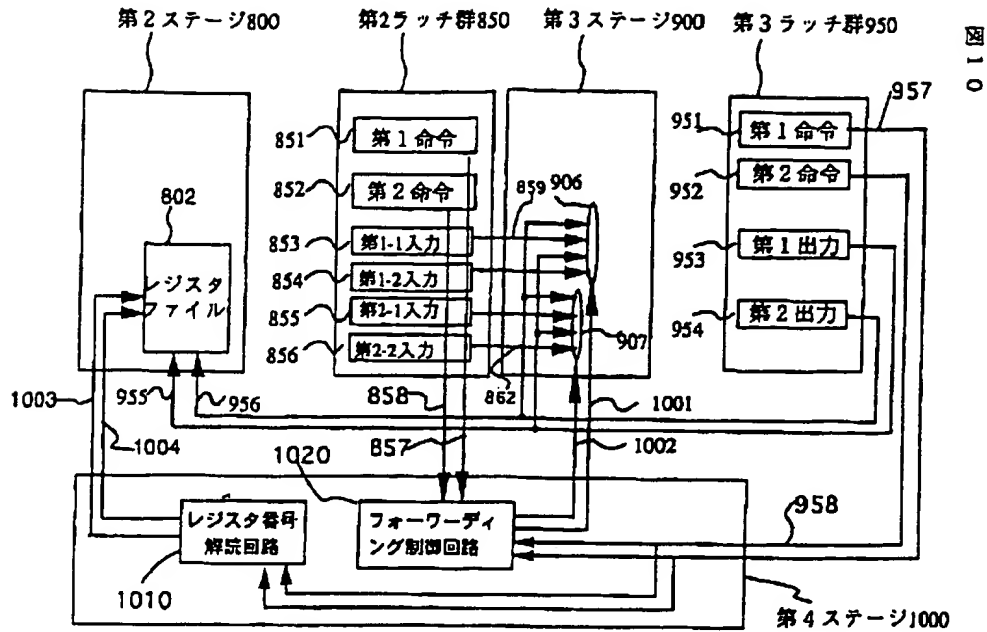 図10
第2ステージ800
第2ラッチ群850
第3ステージ900
第3ラッチ群950
957
851
第1命令
951
第1命令
852
第2命令
952
第2命令
802
859
906
853
第1-1入力
953
第1出力
レジスタ
ファイル
854
第1-2入力
855
第2-1入力
954
第2出力
856
第2-2入力
907
1003
955
956
858
862
1001
1004
857
1002
1020
958
レジスタ番号
解読回路
フォーワーディ
ング制御回路
1010
第4ステージ1000